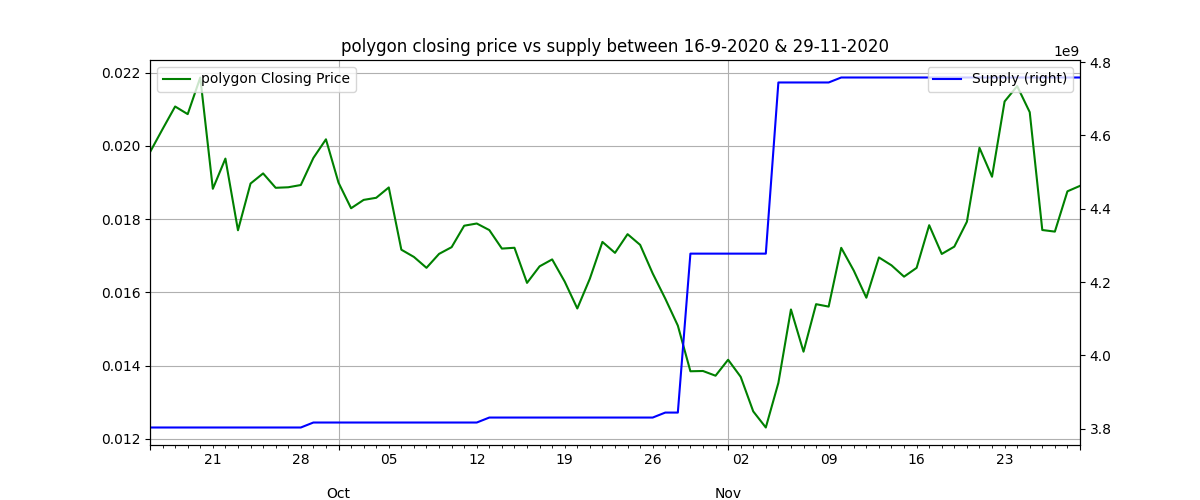 polygon closing price vs supply between 16-9-2020 & 29-11-2020
1e9
polygon Closing Price
Supply (right)
0.022
0.020
0.018
0.016
0.014
0.012
4.8
4.6
4.4
4.2
4.0
3.8
21 28 05 12 19 26 02 09 16 23
Oct Nov